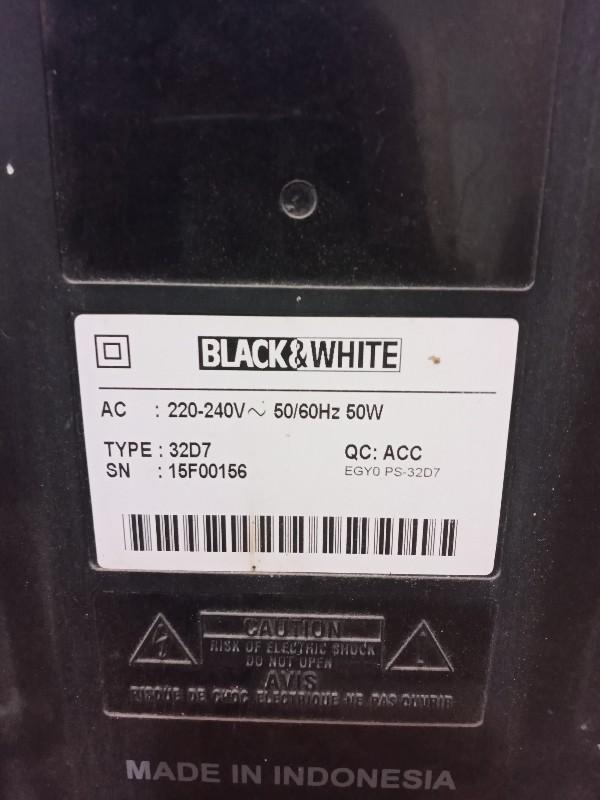 BLACK&WHITE
AC : 220-240V~ 50/60Hz 50W
TYPE : 32D7 QC: ACC
SN : 15F00156 EGY0 PS-32D7
CAUTION
RISK OF ELECTRIC SHOCK
DO NOT OPEN
AVIS
RISQUE DE CHOC ELECTRIQUE-NE PAS OUVRIR
MADE IN INDONESIA